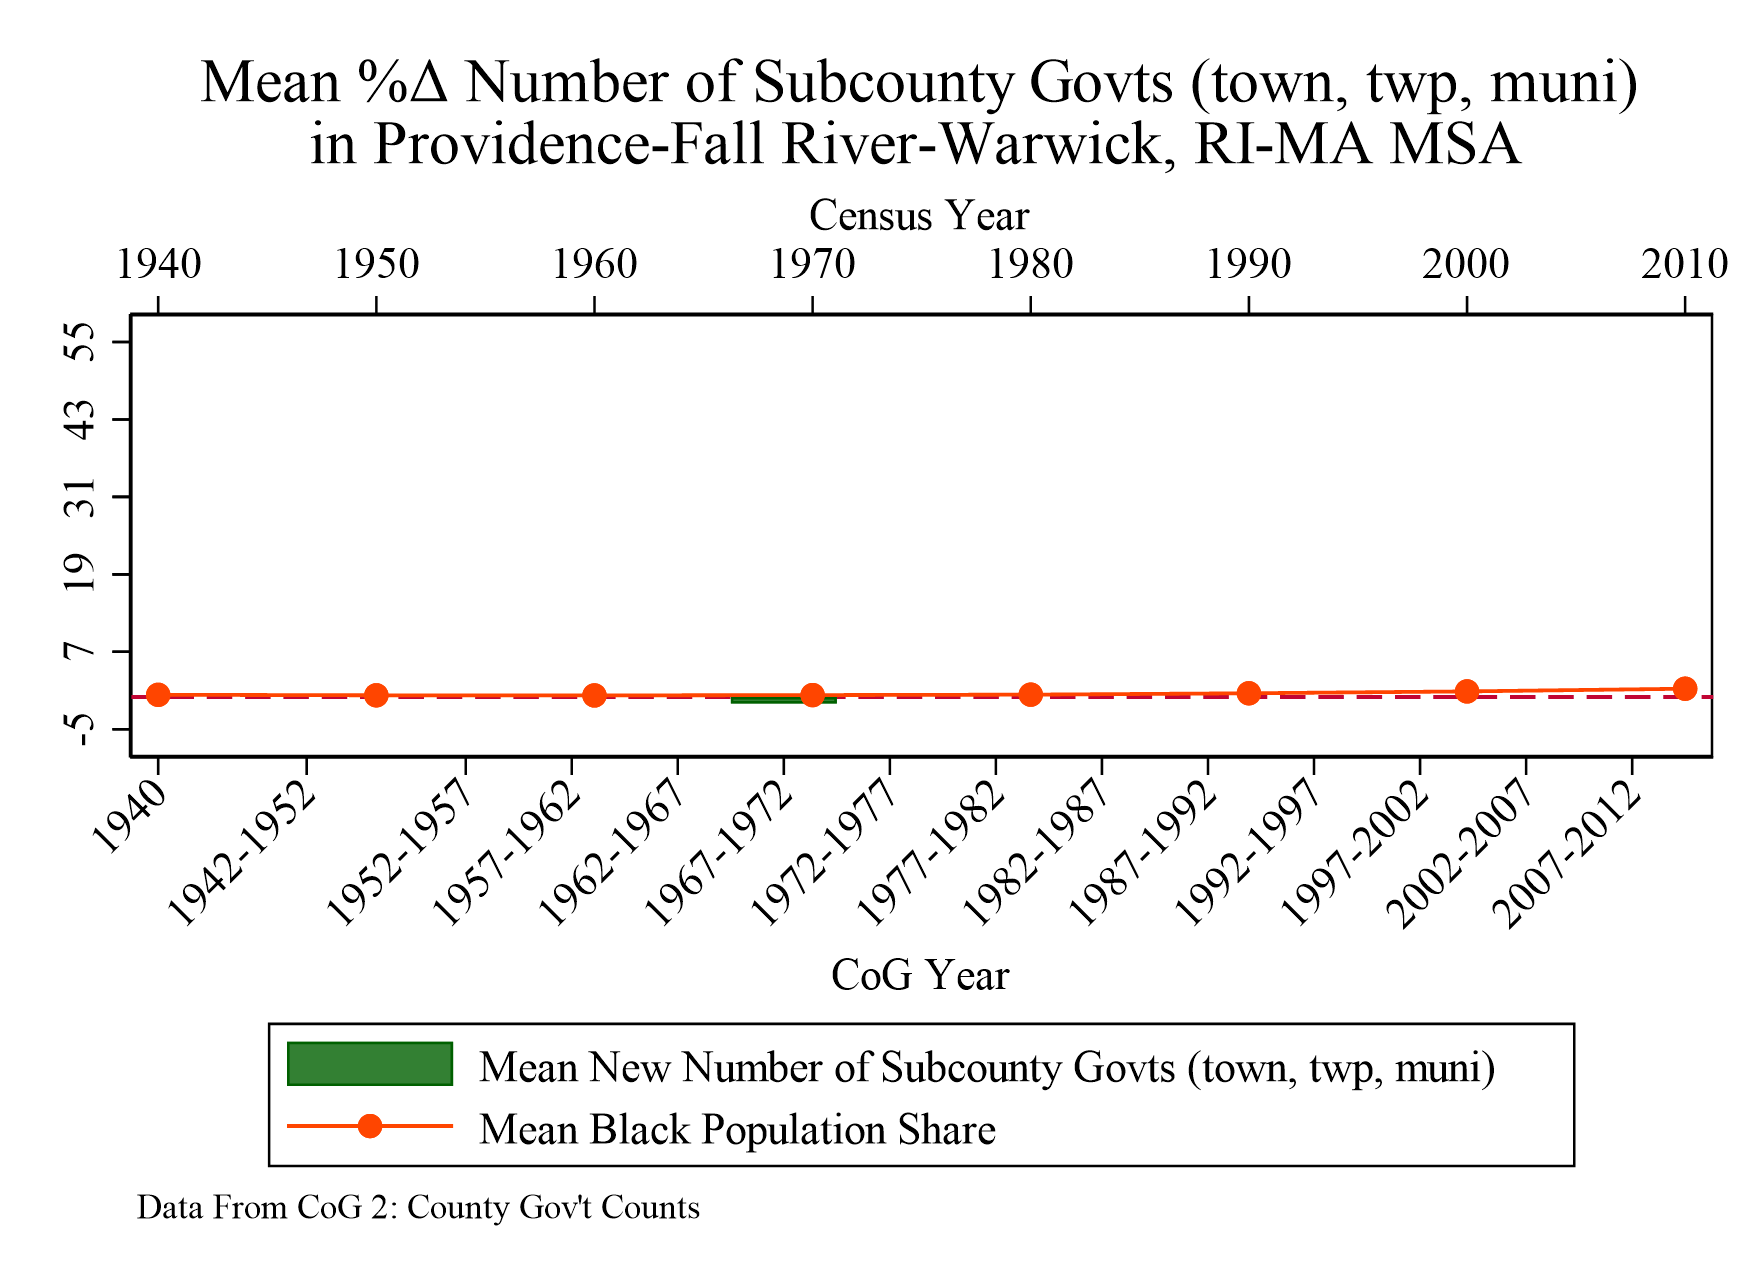 Mean %Δ Number of Subcounty Govts (town, twp, muni)
in Providence-Fall River-Warwick, RI-MA MSA
Census Year
1940 1950 1960 1970 1980 1990 2000 2010
55
43
31
19
7
-5
1940 1942-1952 1952-1957 1957-1962 1962-1967 1967-1972 1972-1977 1977-1982 1982-1987 1987-1992 1992-1997 1997-2002 2002-2007 2007-2012
CoG Year
Mean New Number of Subcounty Govts (town, twp, muni)
Mean Black Population Share
Data From CoG 2: County Gov't Counts